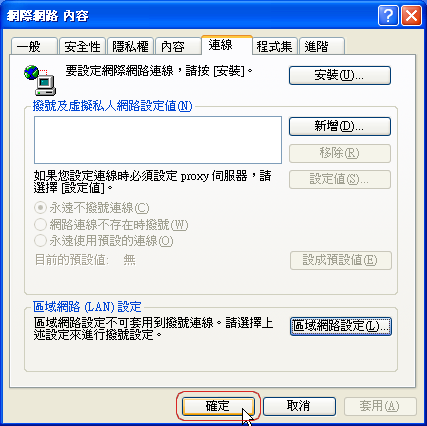 網際網路 內容
一般 安全性 隱私權 內容 連線 程式集 進階
要設定網際網路連線，請按 [安裝]。
安裝(U)...
撥號及虛擬私人網路設定值(N)
新增(D)...
移除(R)
如果您設定連線時必須設定 proxy 伺服器，請
選擇 [設定值]。
設定值(S)...
永遠不撥號連線(C)
網路連線不存在時撥號(W)
永遠使用預設的連線(O)
目前的預設值: 無
設成預設值(E)
區域網路 (LAN) 設定
區域網路設定不可套用到撥號連線。請選擇上
述設定來進行撥號設定。
區域網路設定(L)...
確定 取消 套用(A)